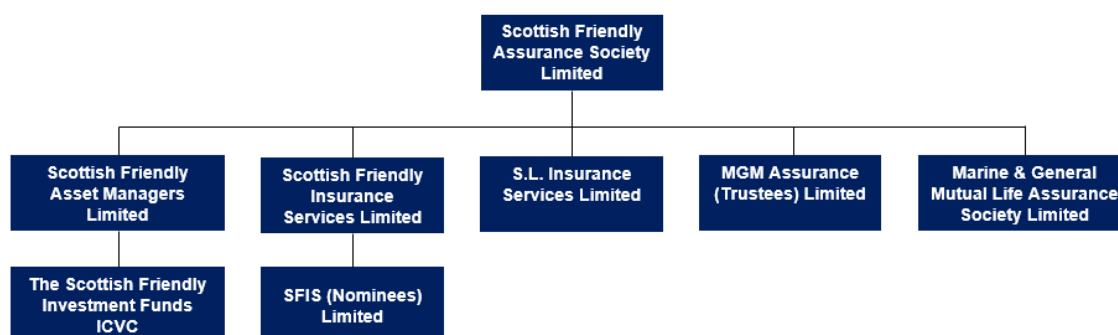 Scottish Friendly
Assurance Society
Limited
Scottish Friendly
Asset Managers
Limited
Scottish Friendly
Insurance
Services Limited
S.L. Insurance
Services Limited
MGM Assurance
(Trustees) Limited
Marine & General
Mutual Life Assurance
Society Limited
The Scottish Friendly
Investment Funds
ICVC
SFIS (Nominees)
Limited